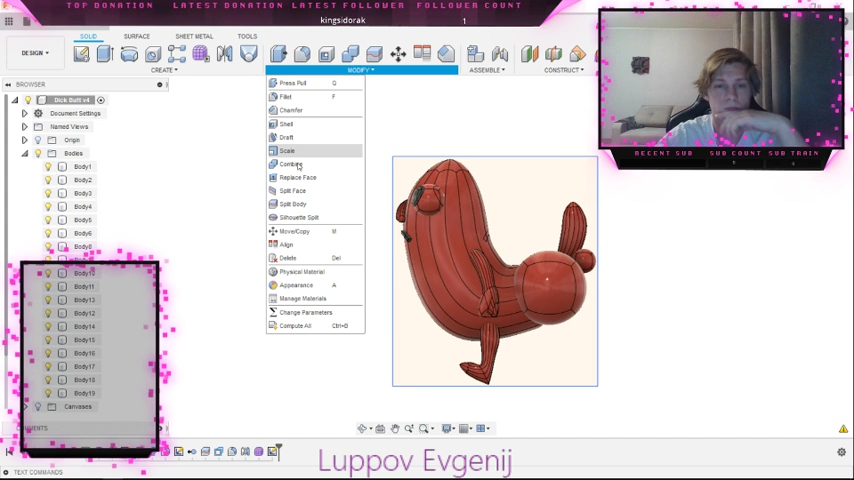 TOP DONATION LATEST DONATION LATEST FOLLOWER FOLLOWER COUNT
kingsidorak 1
DESIGN
SOLID SURFACE SHEET METAL TOOLS
CREATE MODIFY ASSEMBLE CONSTRUCT
BROWSER
Dick Butt v4
Document Settings
Named Views
Origin
Bodies
Body1
Body2
Body3
Body4
Body5
Body6
Body8
Body10
Body11
Body13
Body12
Body14
Body15
Body16
Body17
Body18
Body19
Canvases
COMMENTS
Press Pull Q
Fillet F
Chamfer
Shell
Draft
Scale
Combine
Replace Face
Split Face
Split Body
Silhouette Split
Move/Copy M
Align
Delete Del
Physical Material
Appearance A
Manage Materials
Change Parameters
Compute All Ctrl+B
RECENT SUB SUB COUNT SUB TRAIN
TEXT COMMANDS
Luppov Evgenij